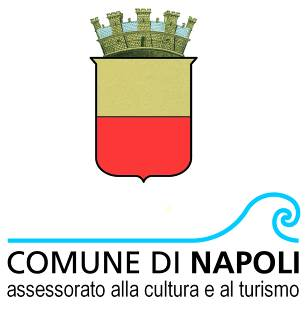 COMUNE DI NAPOLI
assessorato alla cultura e al turismo